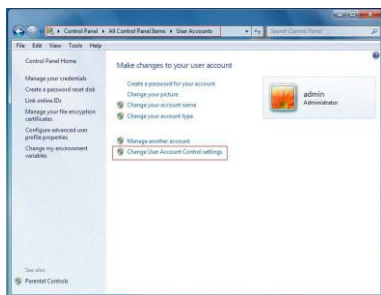 Control Panel ▸ All Control Panel Items ▸ User Accounts
Search Control Panel
File Edit View Tools Help
Control Panel Home
Manage your credentials
Create a password reset disk
Link online IDs
Manage your file encryption
certificates
Configure advanced user
profile properties
Change my environment
variables
See also
Parental Controls
Make changes to your user account
Create a password for your account
Change your picture
Change your account name
Change your account type
Manage another account
Change User Account Control settings
admin
Administrator